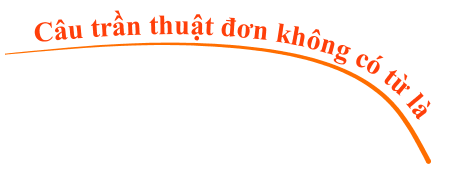 Câu trần thuật đơn không có từ là